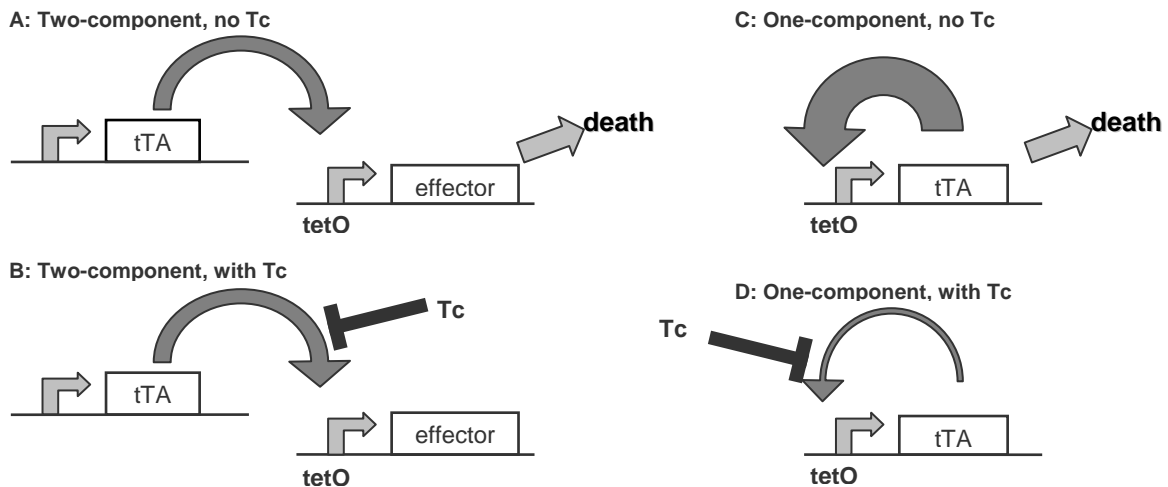 A: Two-component, no Tc
tTA
death
effector
tetO
B: Two-component, with Tc
Tc
tTA
effector
tetO
C: One-component, no Tc
death
tTA
tetO
D: One-component, with Tc
Tc
tTA
tetO